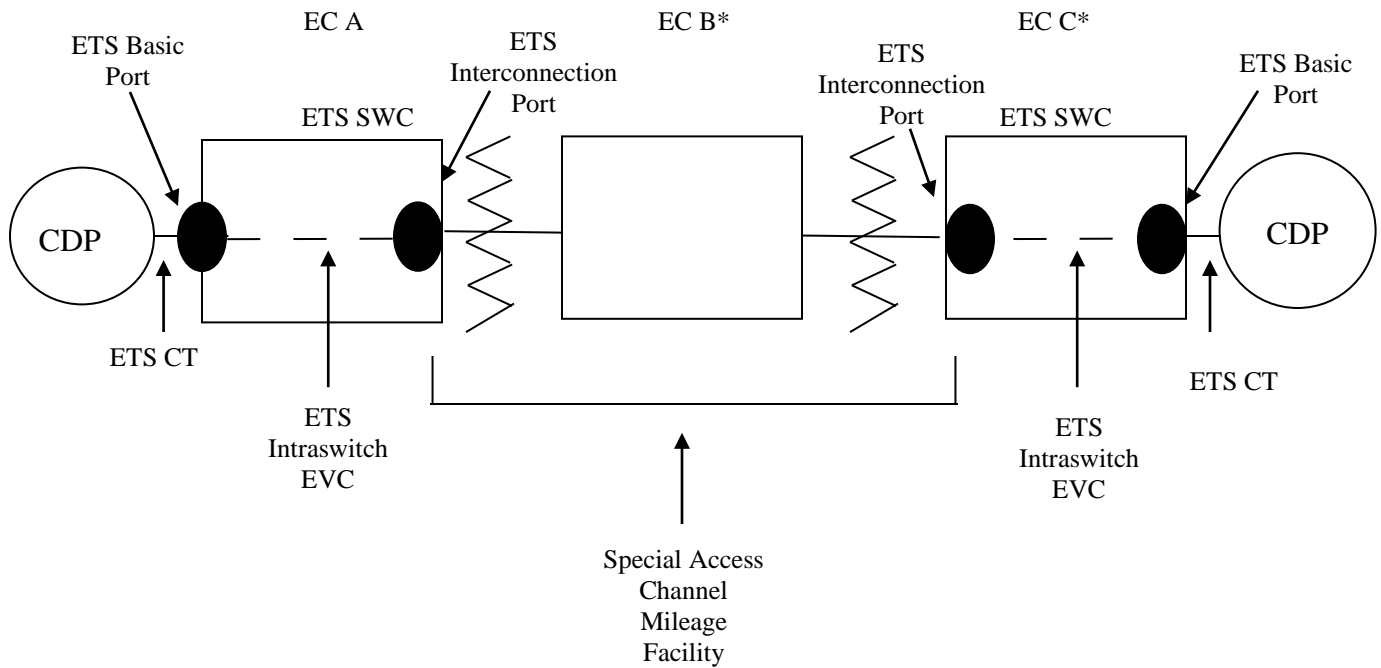 EC A
EC B*
EC C*
ETS Basic
Port
ETS
Interconnection
Port
ETS
Interconnection
Port
ETS Basic
Port
ETS SWC
ETS SWC
CDP
CDP
ETS CT
ETS CT
ETS
Intraswitch
EVC
ETS
Intraswitch
EVC
Special Access
Channel
Mileage
Facility